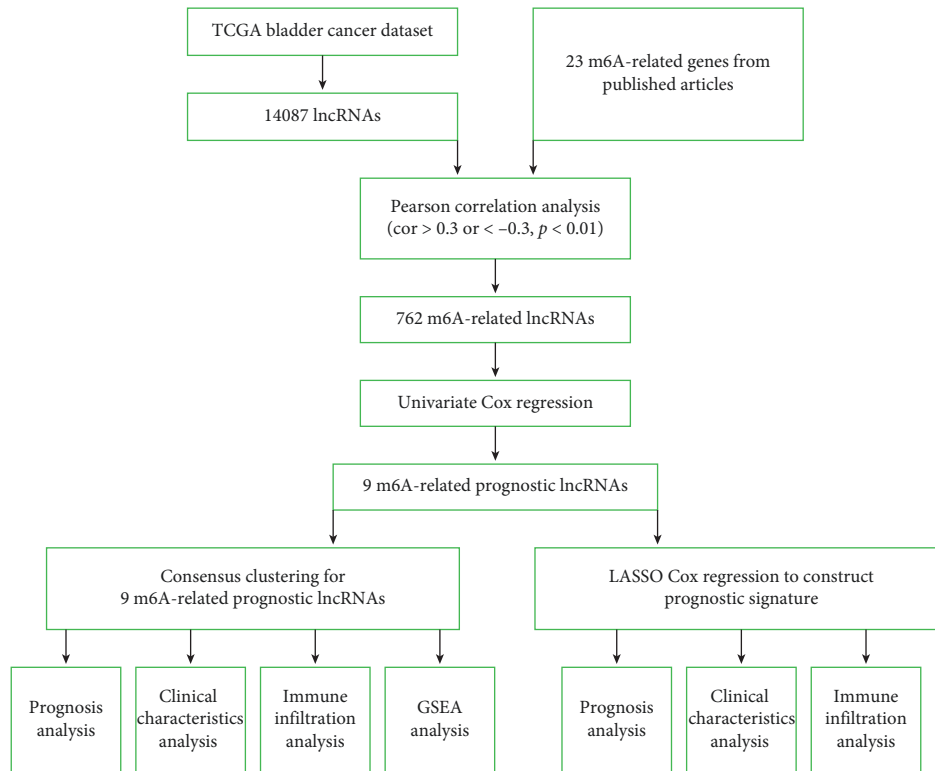 TCGA bladder cancer dataset
23 m6A-related genes from
published articles
14087 lncRNAs
Pearson correlation analysis
(cor > 0.3 or < –0.3, p < 0.01)
762 m6A-related lncRNAs
Univariate Cox regression
9 m6A-related prognostic lncRNAs
Consensus clustering for
9 m6A-related prognostic lncRNAs
LASSO Cox regression to construct
prognostic signature
Prognosis
analysis
Clinical
characteristics
analysis
Immune
infiltration
analysis
GSEA
analysis
Prognosis
analysis
Clinical
characteristics
analysis
Immune
infiltration
analysis